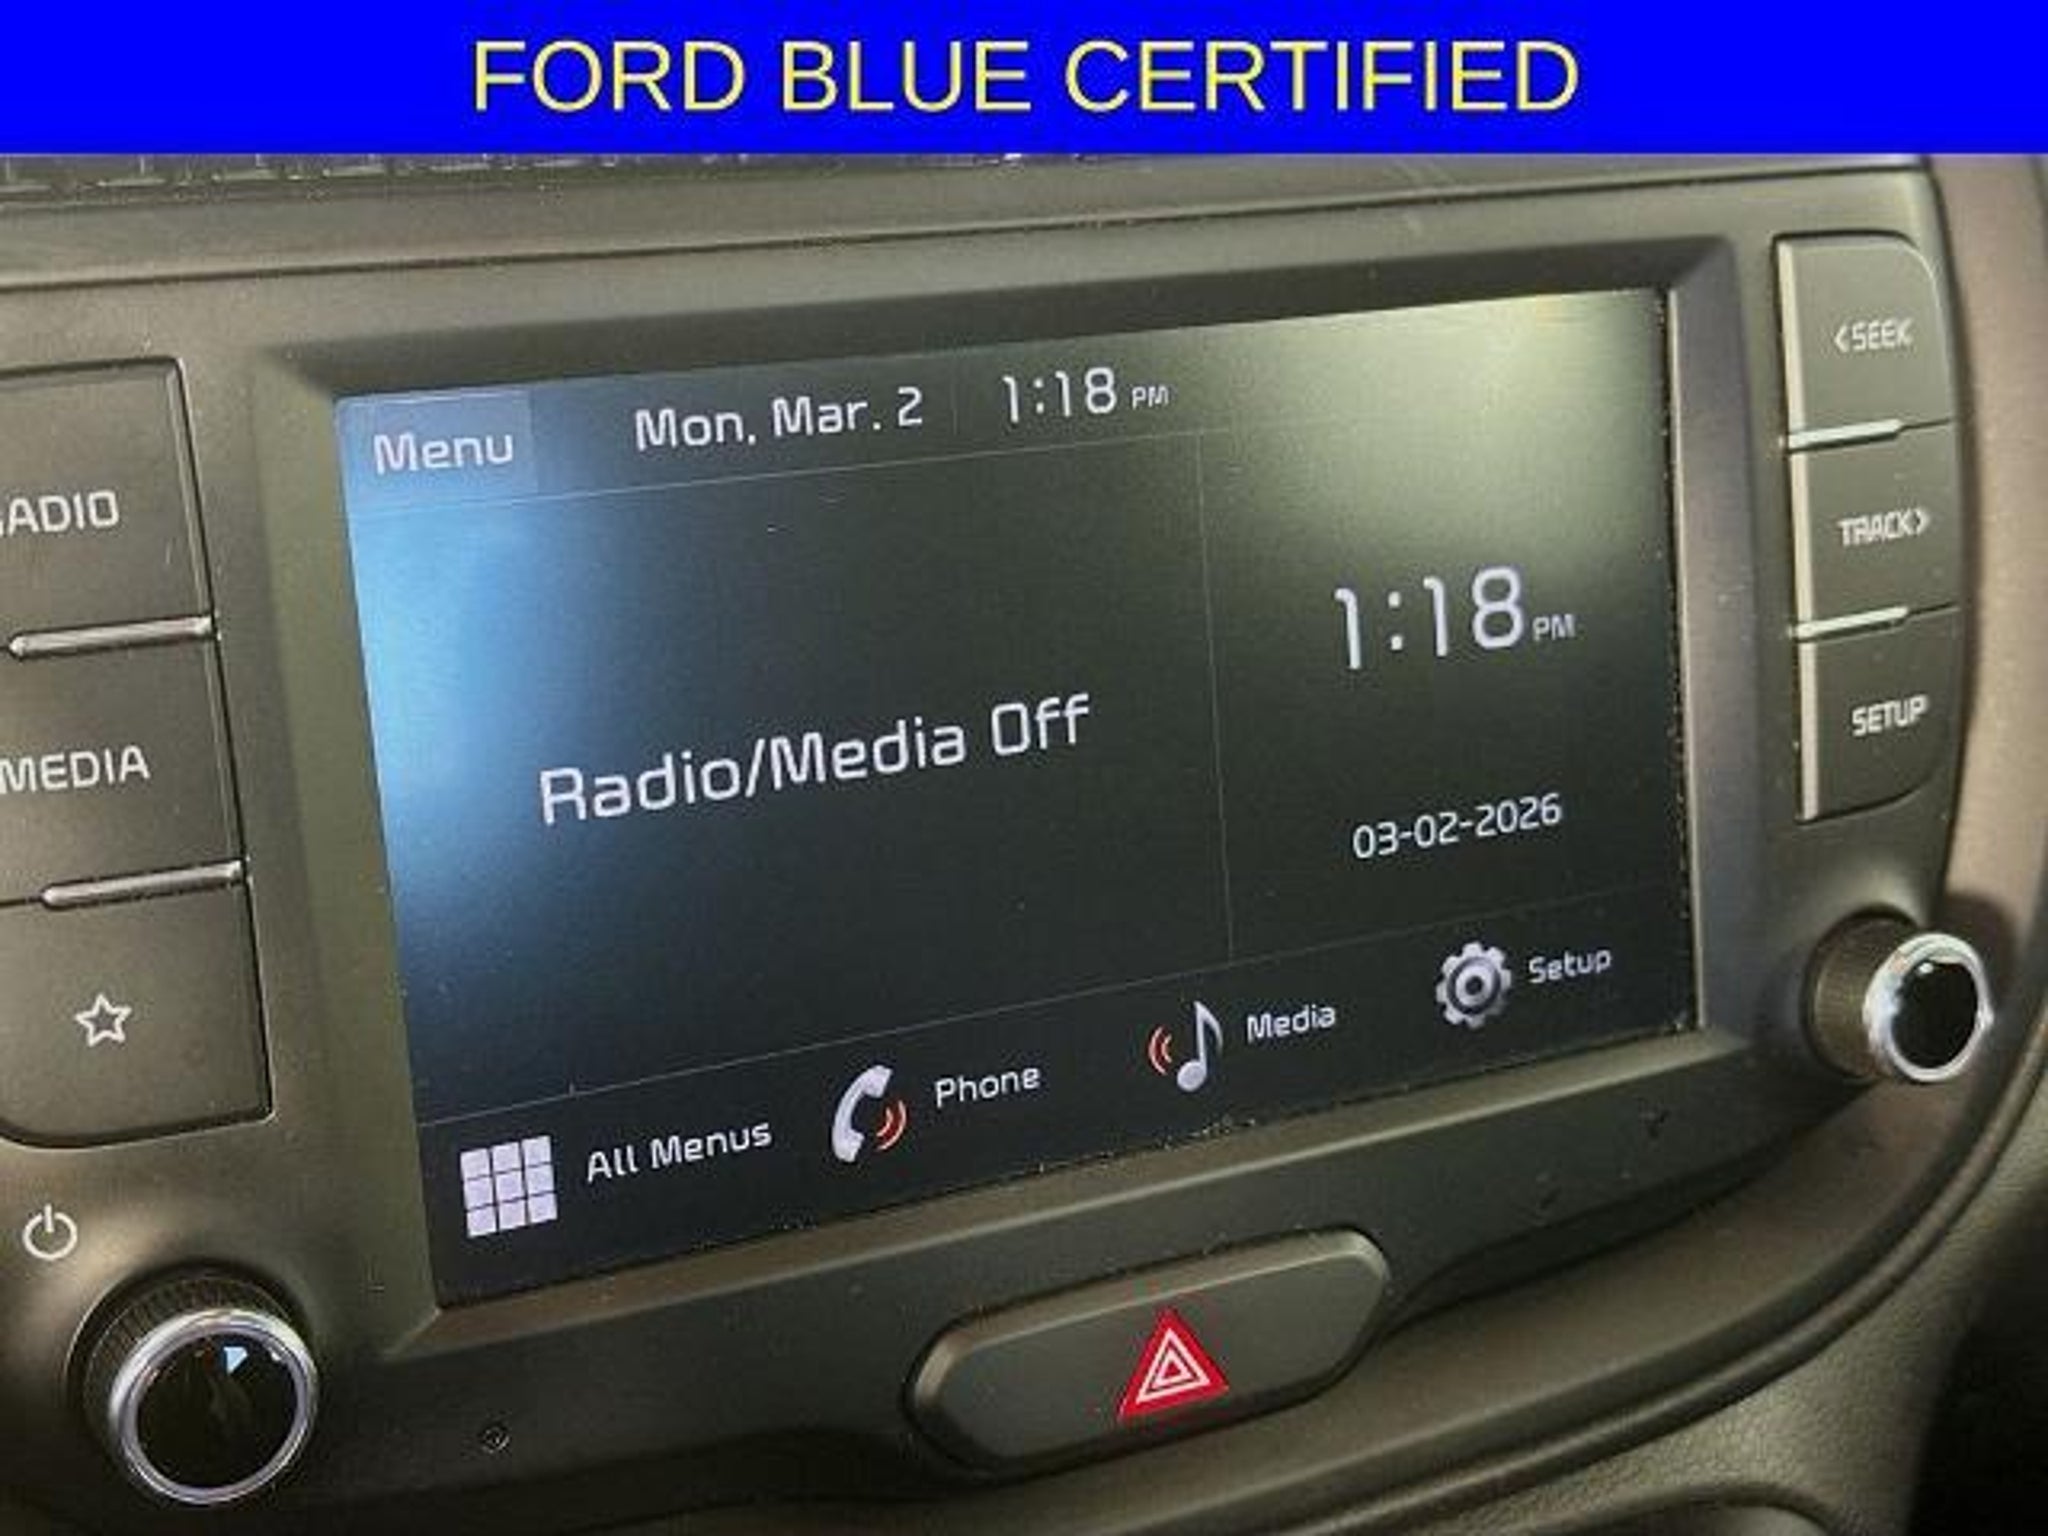 FORD BLUE CERTIFIED
Menu
Mon, Mar. 2
1:18 PM
<SEEK
RADIO
TRACK>
1:18 PM
MEDIA
Radio/Media Off
SETUP
03-02-2026
All Menus
Phone
Media
Setup